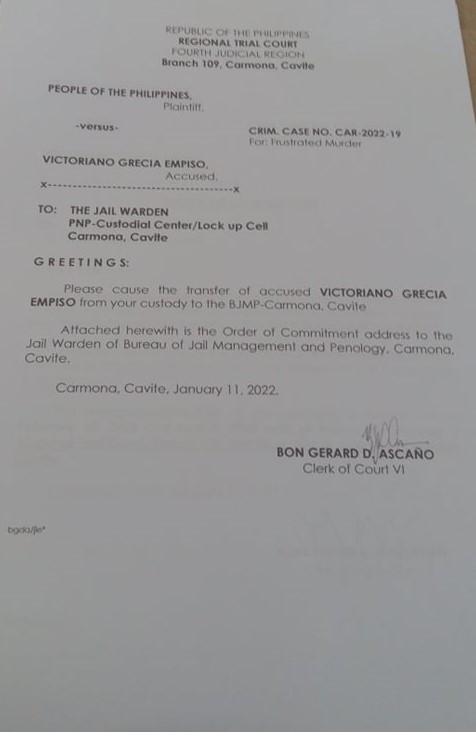 REPUBLIC OF THE PHILIPPINES
REGIONAL TRIAL COURT
FOURTH JUDICIAL REGION
Branch 109, Carmona, Cavite
PEOPLE OF THE PHILIPPINES,
Plaintiff,
-versus-
CRIM. CASE NO. CAR-2022-19
For: Frustrated Murder
VICTORIANO GRECIA EMPISO,
Accused.
x----------------------------------x
TO: THE JAIL WARDEN
PNP-Custodial Center/Lock up Cell
Carmona, Cavite
GREETINGS:
Please cause the transfer of accused VICTORIANO GRECIA
EMPISO from your custody to the BJMP-Carmona, Cavite
Attached herewith is the Order of Commitment address to the
Jail Warden of Bureau of Jail Management and Penology, Carmona,
Cavite.
Carmona, Cavite, January 11, 2022.
BON GERARD D. ASCAÑO
Clerk of Court VI
bgda/jle*